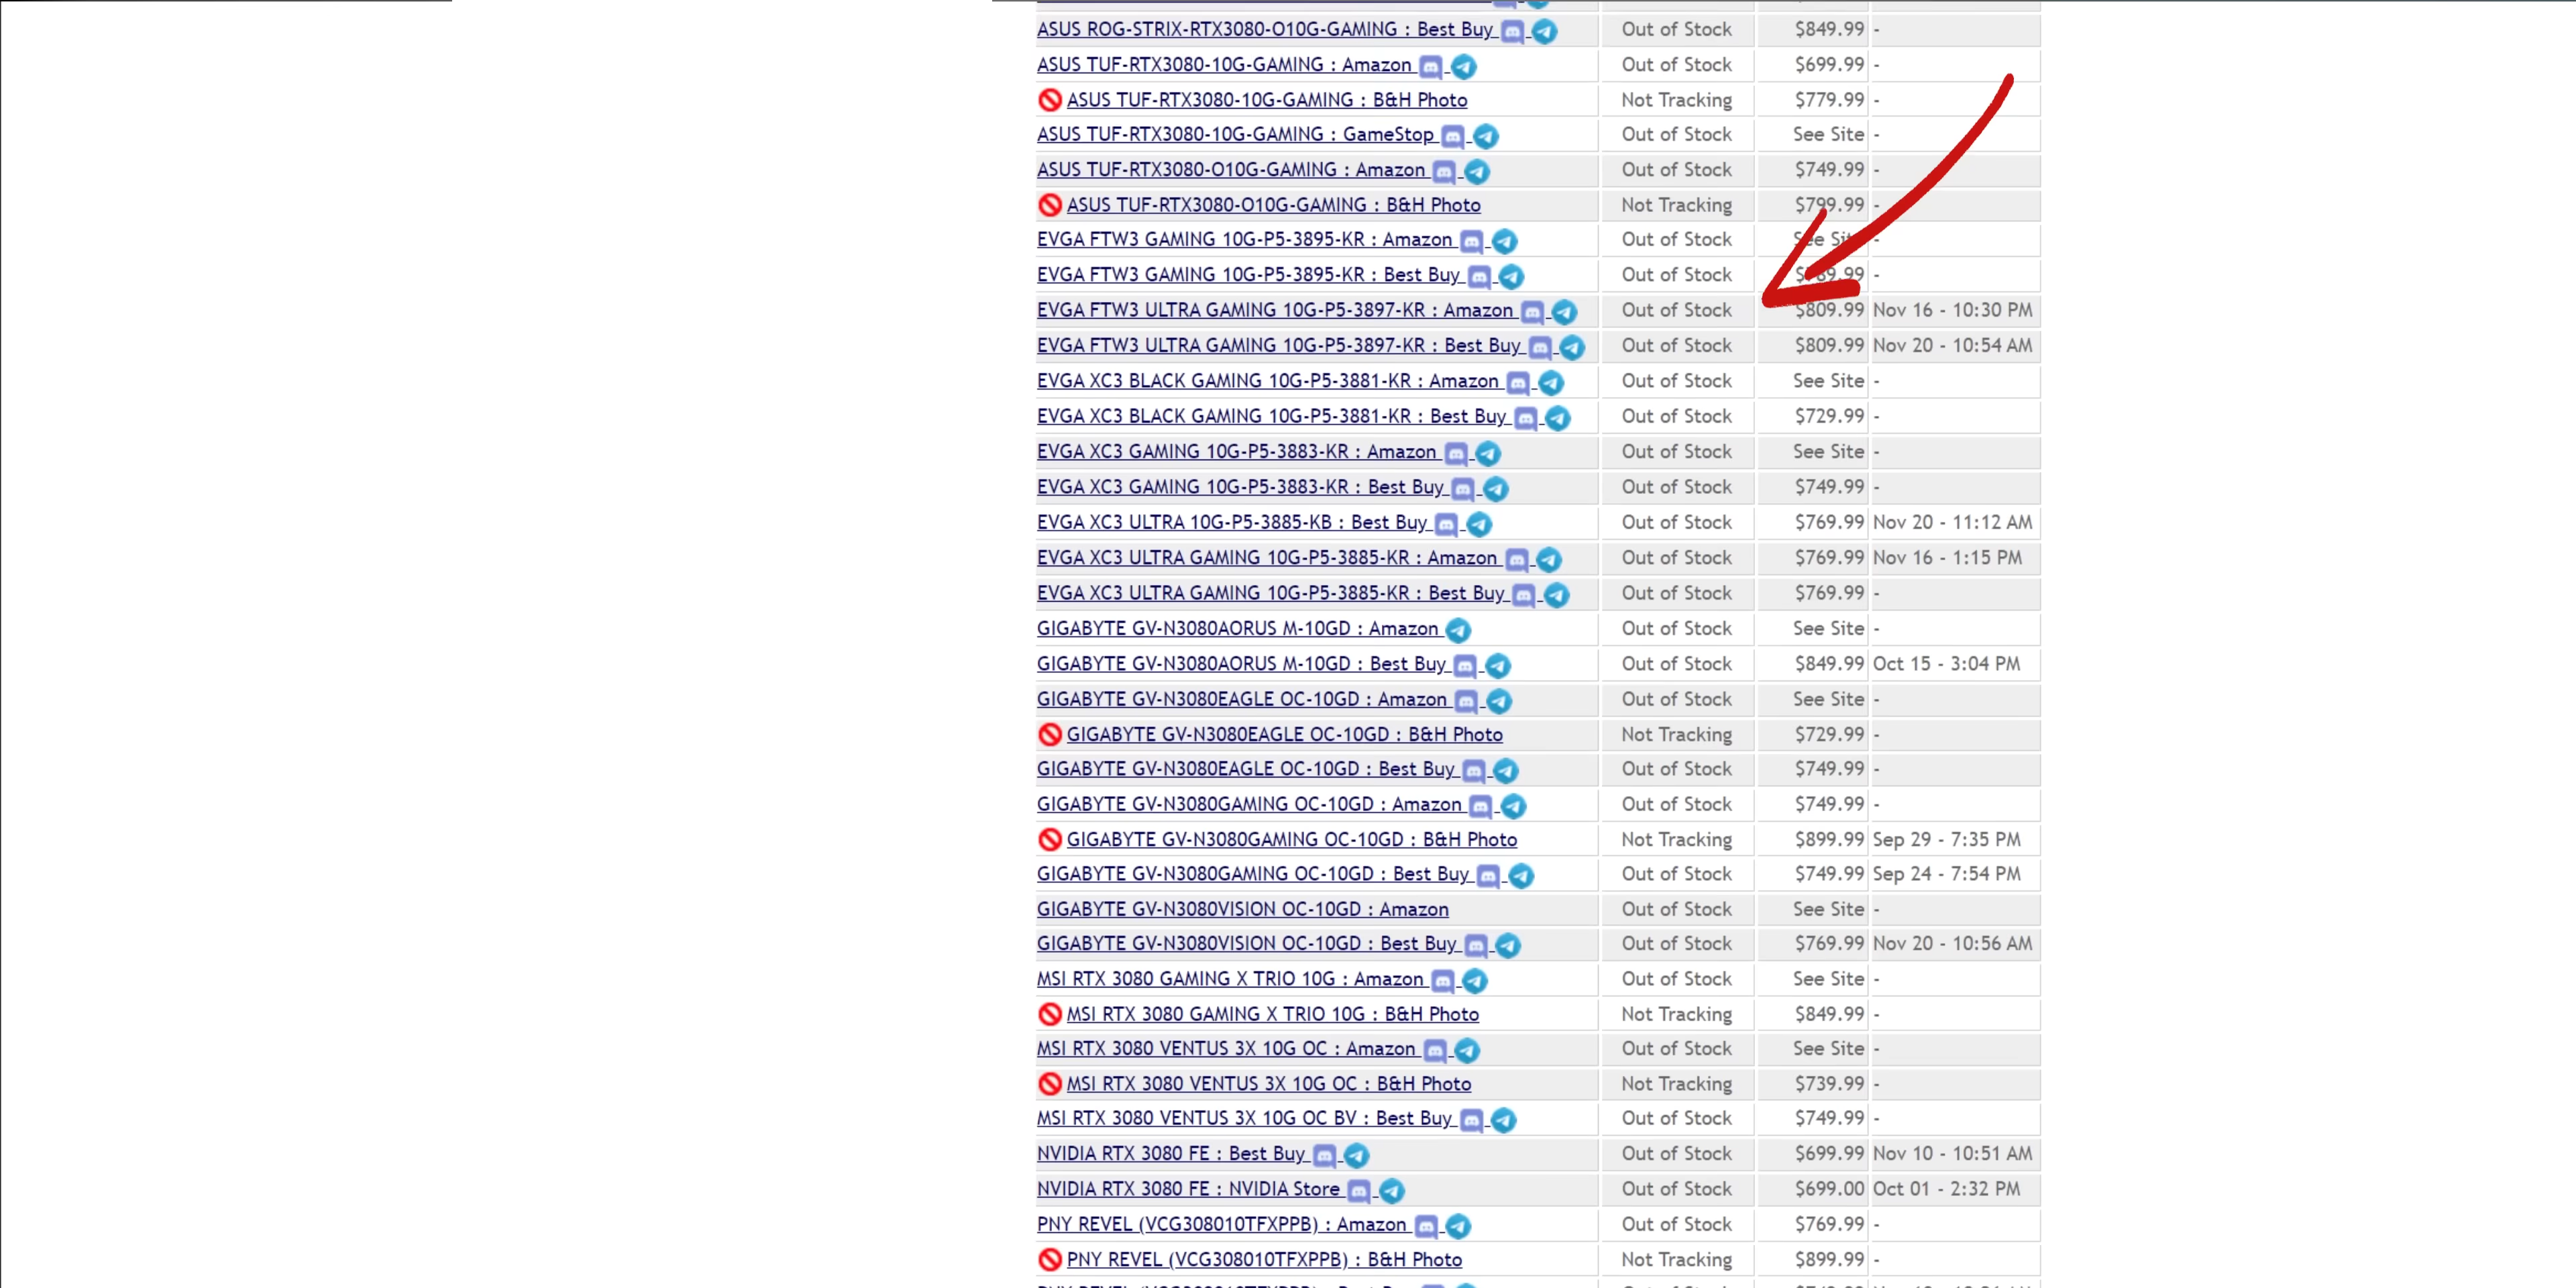 ASUS ROG-STRIX-RTX3080-O10G-GAMING : Best Buy Out of Stock $849.99 -
ASUS TUF-RTX3080-10G-GAMING : Amazon Out of Stock $699.99 -
ASUS TUF-RTX3080-10G-GAMING : B&H Photo Not Tracking $779.99 -
ASUS TUF-RTX3080-10G-GAMING : GameStop Out of Stock See Site -
ASUS TUF-RTX3080-O10G-GAMING : Amazon Out of Stock $749.99 -
ASUS TUF-RTX3080-O10G-GAMING : B&H Photo Not Tracking $799.99 -
EVGA FTW3 GAMING 10G-P5-3895-KR : Amazon Out of Stock See Site -
EVGA FTW3 GAMING 10G-P5-3895-KR : Best Buy Out of Stock -
EVGA FTW3 ULTRA GAMING 10G-P5-3897-KR : Amazon Out of Stock $809.99 Nov 16 - 10:30 PM
EVGA FTW3 ULTRA GAMING 10G-P5-3897-KR : Best Buy Out of Stock $809.99 Nov 20 - 10:54 AM
EVGA XC3 BLACK GAMING 10G-P5-3881-KR : Amazon Out of Stock See Site -
EVGA XC3 BLACK GAMING 10G-P5-3881-KR : Best Buy Out of Stock $729.99 -
EVGA XC3 GAMING 10G-P5-3883-KR : Amazon Out of Stock See Site -
EVGA XC3 GAMING 10G-P5-3883-KR : Best Buy Out of Stock $749.99 -
EVGA XC3 ULTRA 10G-P5-3885-KB : Best Buy Out of Stock $769.99 Nov 20 - 11:12 AM
EVGA XC3 ULTRA GAMING 10G-P5-3885-KR : Amazon Out of Stock $769.99 Nov 16 - 1:15 PM
EVGA XC3 ULTRA GAMING 10G-P5-3885-KR : Best Buy Out of Stock $769.99 -
GIGABYTE GV-N3080AORUS M-10GD : Amazon Out of Stock See Site -
GIGABYTE GV-N3080AORUS M-10GD : Best Buy Out of Stock $849.99 Oct 15 - 3:04 PM
GIGABYTE GV-N3080EAGLE OC-10GD : Amazon Out of Stock See Site -
GIGABYTE GV-N3080EAGLE OC-10GD : B&H Photo Not Tracking $729.99 -
GIGABYTE GV-N3080EAGLE OC-10GD : Best Buy Out of Stock $749.99 -
GIGABYTE GV-N3080GAMING OC-10GD : Amazon Out of Stock $749.99 -
GIGABYTE GV-N3080GAMING OC-10GD : B&H Photo Not Tracking $899.99 Sep 29 - 7:35 PM
GIGABYTE GV-N3080GAMING OC-10GD : Best Buy Out of Stock $749.99 Sep 24 - 7:54 PM
GIGABYTE GV-N3080VISION OC-10GD : Amazon Out of Stock See Site -
GIGABYTE GV-N3080VISION OC-10GD : Best Buy Out of Stock $769.99 Nov 20 - 10:56 AM
MSI RTX 3080 GAMING X TRIO 10G : Amazon Out of Stock See Site -
MSI RTX 3080 GAMING X TRIO 10G : B&H Photo Not Tracking $849.99 -
MSI RTX 3080 VENTUS 3X 10G OC : Amazon Out of Stock See Site -
MSI RTX 3080 VENTUS 3X 10G OC : B&H Photo Not Tracking $739.99 -
MSI RTX 3080 VENTUS 3X 10G OC BV : Best Buy Out of Stock $749.99 -
NVIDIA RTX 3080 FE : Best Buy Out of Stock $699.99 Nov 10 - 10:51 AM
NVIDIA RTX 3080 FE : NVIDIA Store Out of Stock $699.00 Oct 01 - 2:32 PM
PNY REVEL (VCG308010TFXPPB) : Amazon Out of Stock $769.99 -
PNY REVEL (VCG308010TFXPPB) : B&H Photo Not Tracking $899.99 -